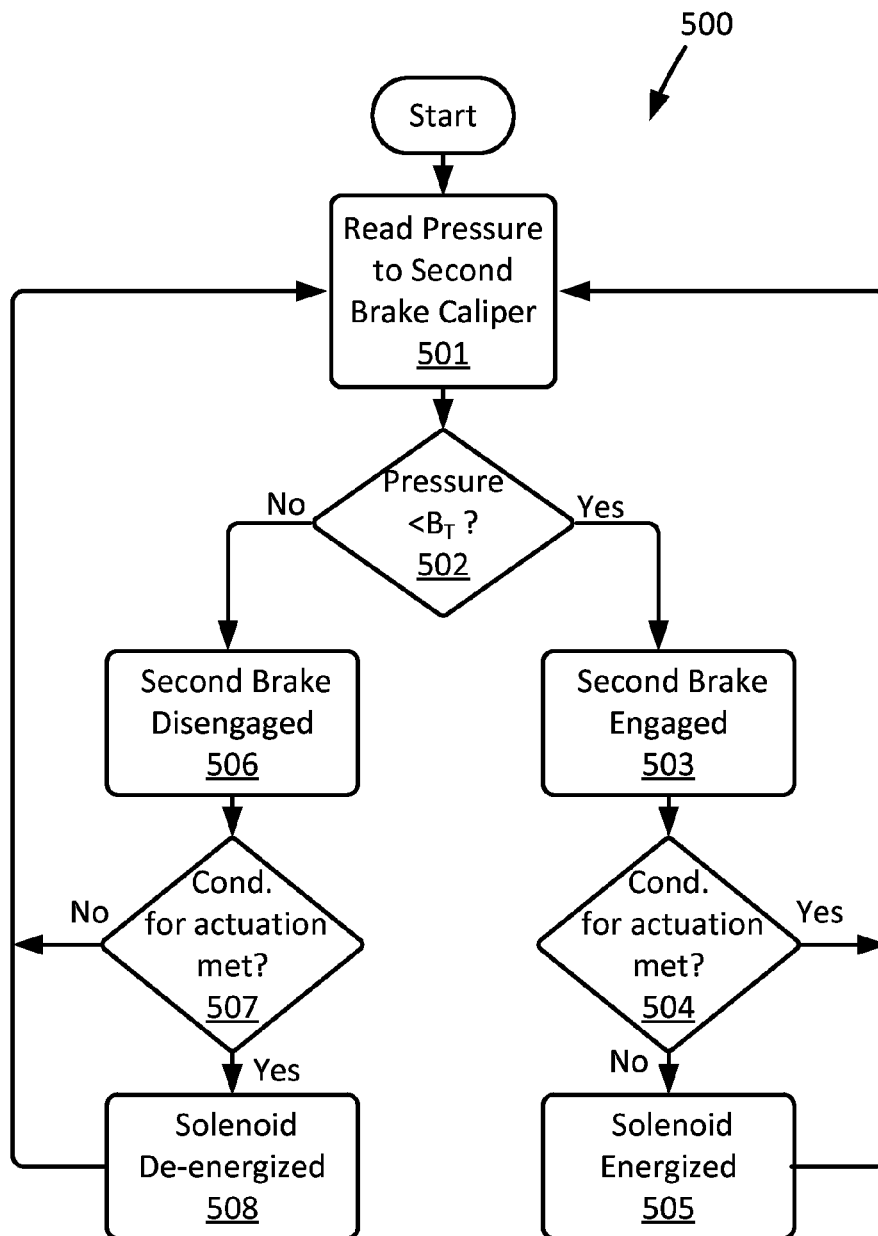 500
Start
Read Pressure
to Second
Brake Caliper
501
Pressure
<B_T ?
502
No
Yes
Second Brake
Disengaged
506
Second Brake
Engaged
503
Cond.
for actuation
met?
507
No
Yes
Cond.
for actuation
met?
504
Yes
No
Solenoid
De-energized
508
Solenoid
Energized
505